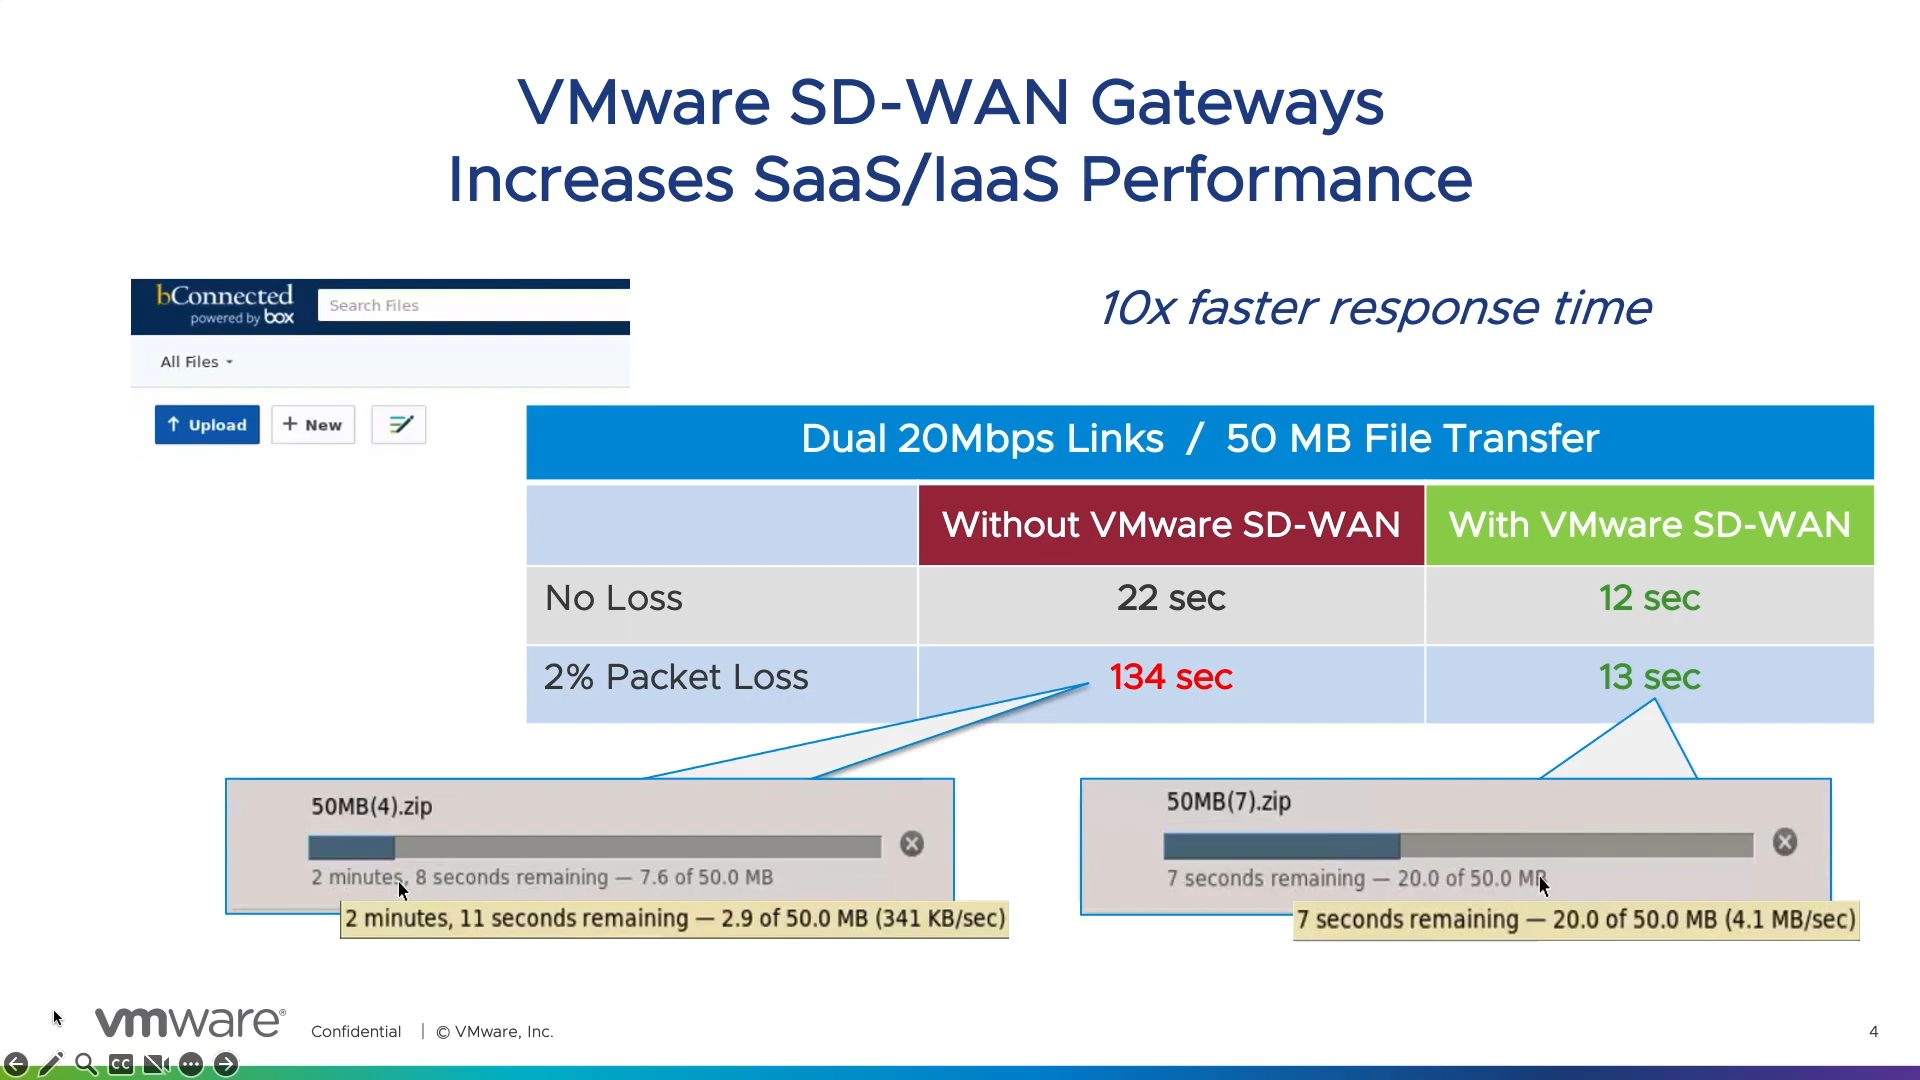 VMware SD-WAN Gateways
Increases SaaS/IaaS Performance
bConnected
powered by box
Search Files
10x faster response time
All Files
Upload
New
Dual 20Mbps Links / 50 MB File Transfer
Without VMware SD-WAN
With VMware SD-WAN
No Loss
22 sec
12 sec
2% Packet Loss
134 sec
13 sec
50MB(4).zip
2 minutes, 8 seconds remaining — 7.6 of 50.0 MB
2 minutes, 11 seconds remaining — 2.9 of 50.0 MB (341 KB/sec)
50MB(7).zip
7 seconds remaining — 20.0 of 50.0 MB
7 seconds remaining — 20.0 of 50.0 MB (4.1 MB/sec)
vmware®
Confidential | © VMware, Inc.
4
CC